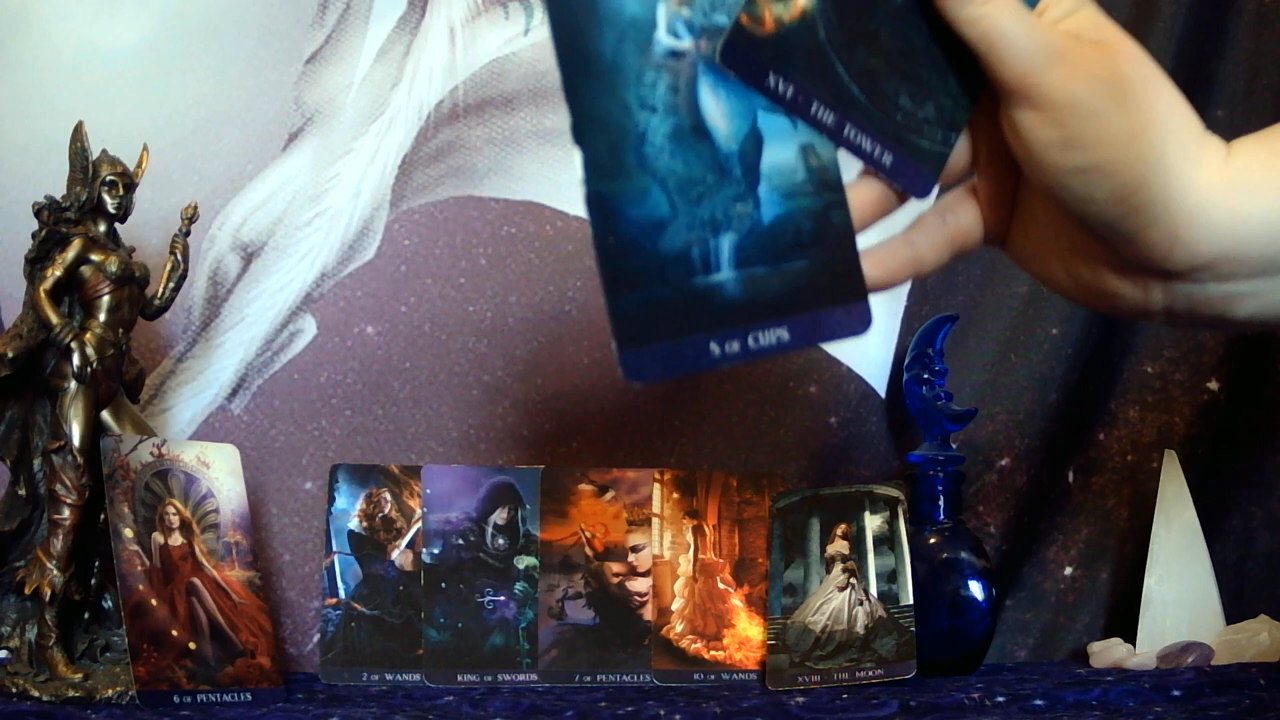 XVI · THE TOWER
5 OF CUPS
6 OF PENTACLES
2 OF WANDS
KING OF SWORDS
7 OF PENTACLES
10 OF WANDS
XVIII · THE MOON